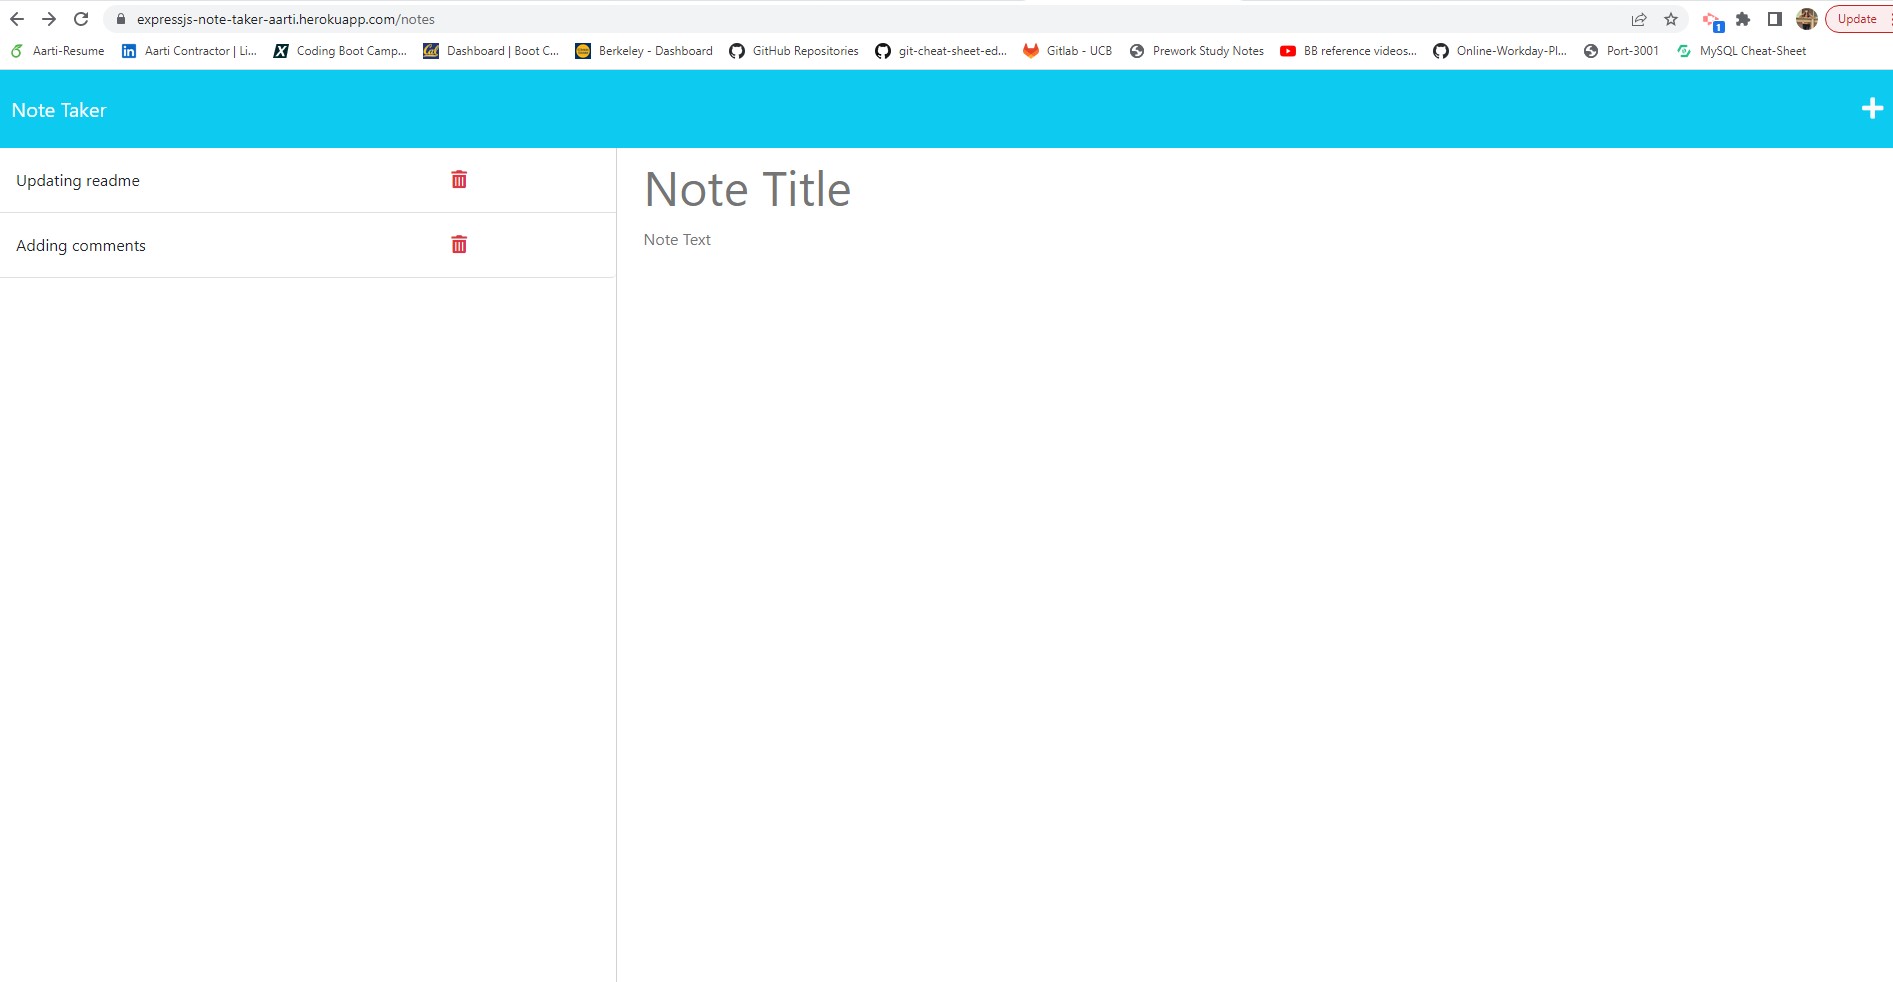 expressjs-note-taker-aarti.herokuapp.com/notes
1
Update
Aarti-Resume
Aarti Contractor | Li...
Coding Boot Camp...
Dashboard | Boot C...
Berkeley - Dashboard
GitHub Repositories
git-cheat-sheet-ed...
Gitlab - UCB
Prework Study Notes
BB reference videos...
Online-Workday-Pl...
Port-3001
MySQL Cheat-Sheet
Note Taker
Updating readme
Adding comments
Note Title
Note Text